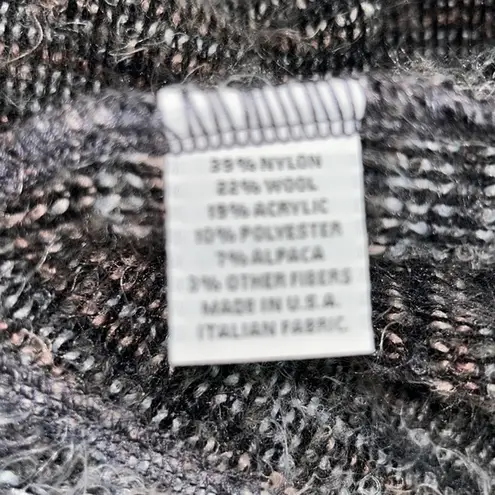 39% NYLON
22% WOOL
19% ACRYLIC
10% POLYESTER
7% ALPACA
3% OTHER FIBERS
MADE IN U.S.A.
ITALIAN FABRIC